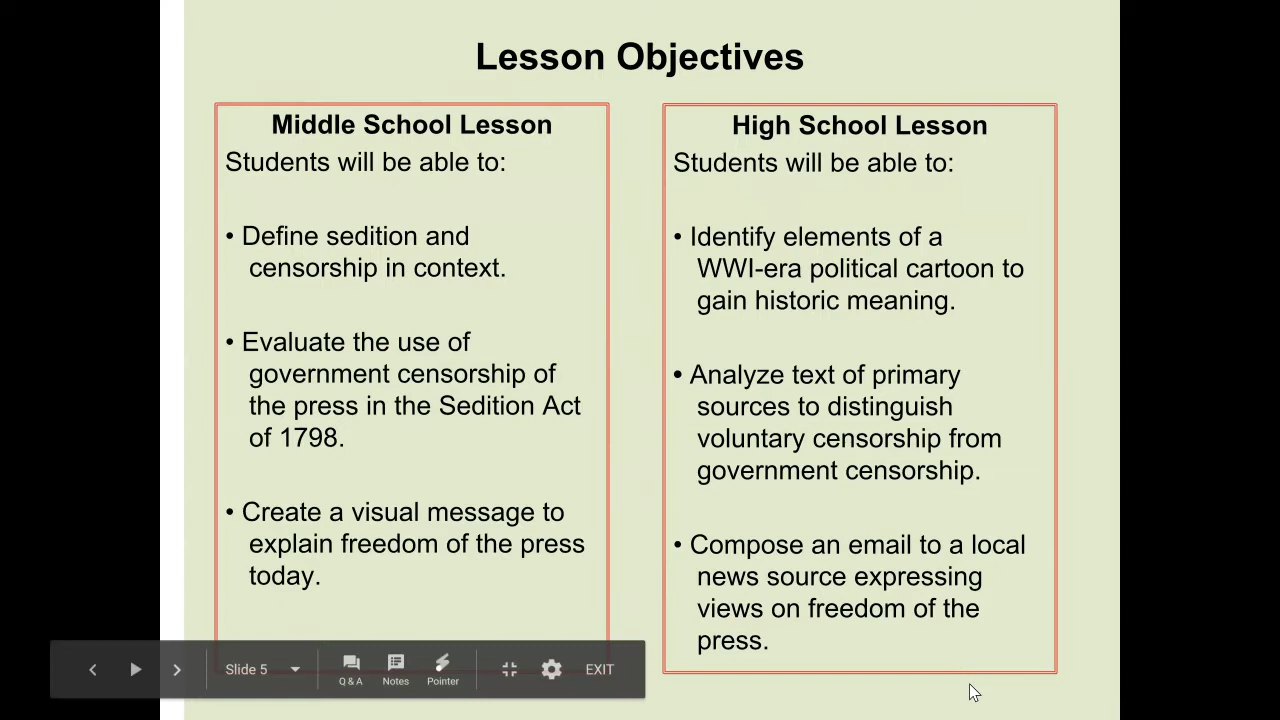 Lesson Objectives
Middle School Lesson
Students will be able to:
• Define sedition and
censorship in context.
• Evaluate the use of
government censorship of
the press in the Sedition Act
of 1798.
• Create a visual message to
explain freedom of the press
today.
High School Lesson
Students will be able to:
• Identify elements of a
WWI-era political cartoon to
gain historic meaning.
• Analyze text of primary
sources to distinguish
voluntary censorship from
government censorship.
• Compose an email to a local
news source expressing
views on freedom of the
press.
Slide 5
Q & A
Notes
Pointer
EXIT